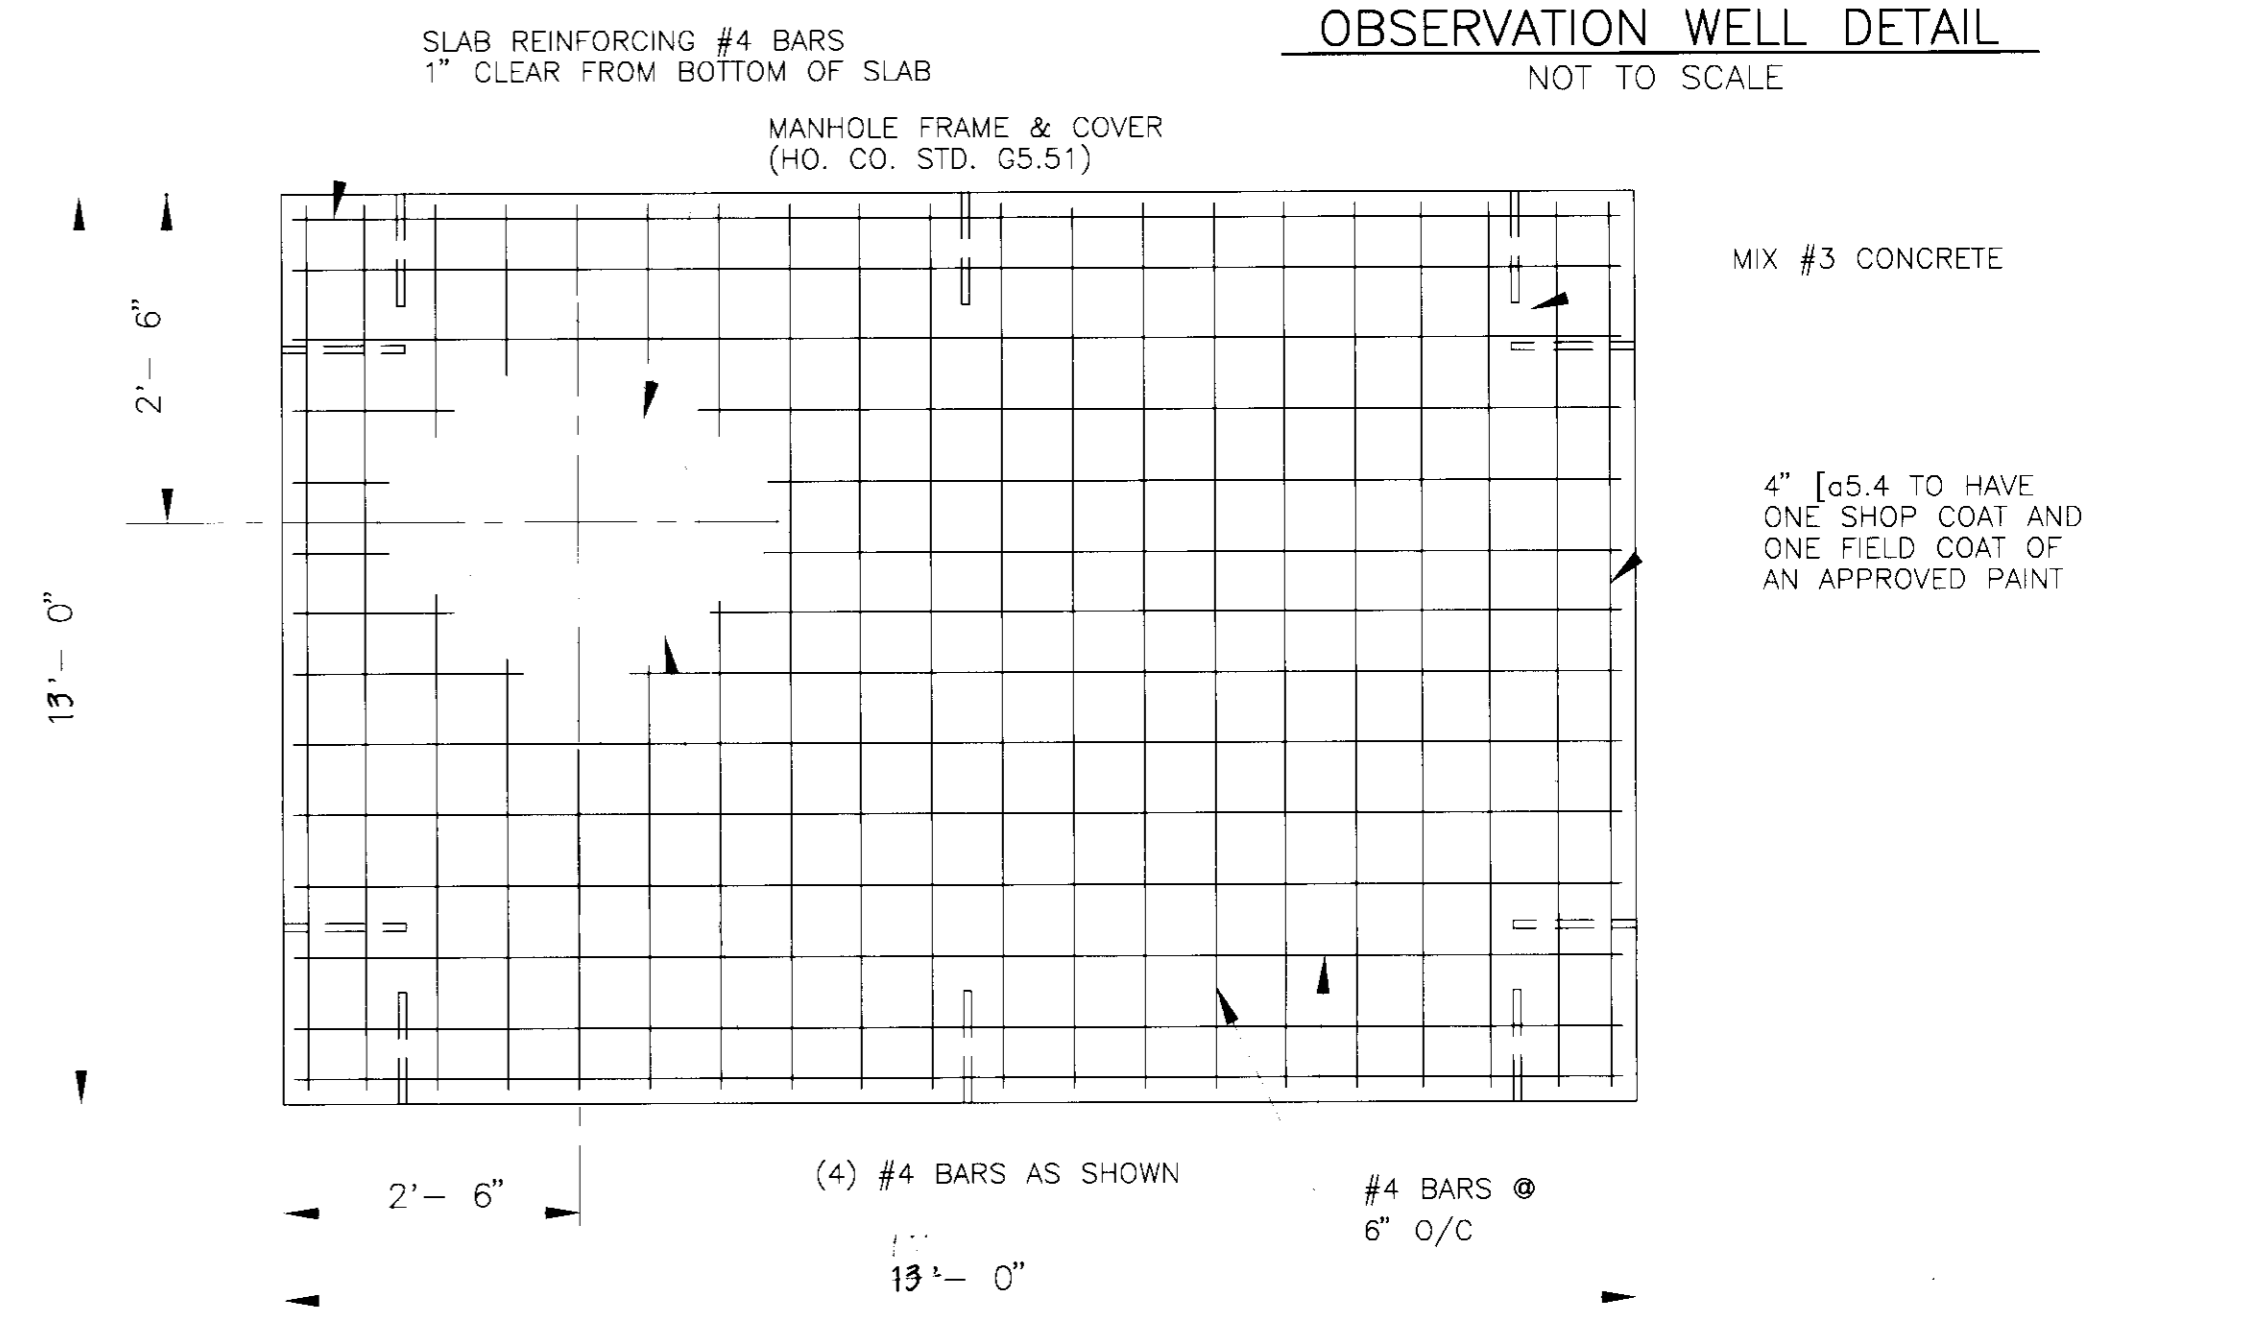 OBSERVATION WELL DETAIL
NOT TO SCALE
SLAB REINFORCING #4 BARS
1" CLEAR FROM BOTTOM OF SLAB
MANHOLE FRAME & COVER
(HO. CO. STD. G5.51)
MIX #3 CONCRETE
2'- 6"
13'- 0"
4" [a5.4 TO HAVE
ONE SHOP COAT AND
ONE FIELD COAT OF
AN APPROVED PAINT
(4) #4 BARS AS SHOWN
2'- 6"
#4 BARS @
6" O/C
13'- 0"